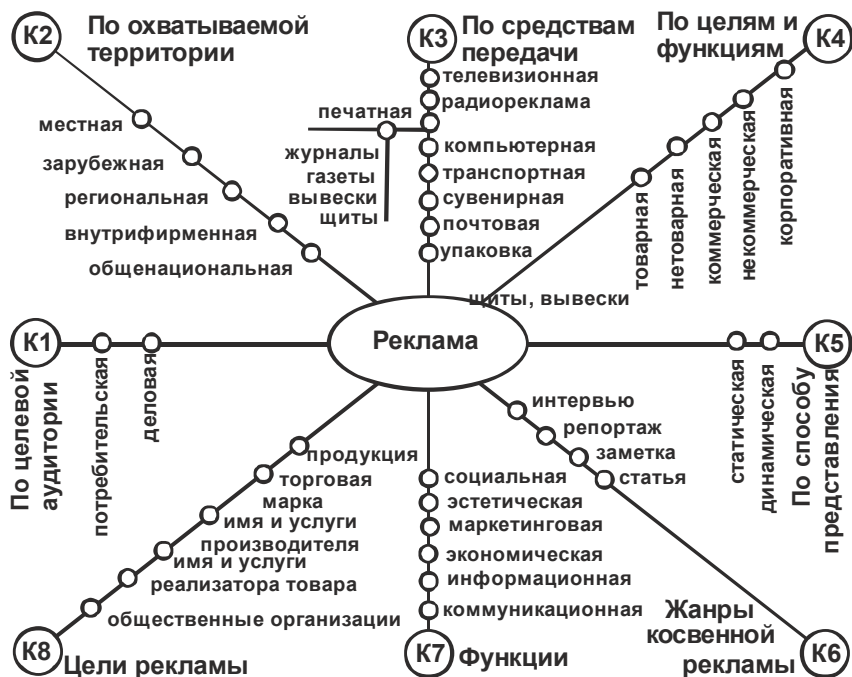 К2
По охватываемой
территории
местная
зарубежная
региональная
внутрифирменная
общенациональная
К3
По средствам
передачи
телевизионная
радиореклама
печатная
журналы
газеты
вывески
щиты
компьютерная
транспортная
сувенирная
почтовая
упаковка
щиты, вывески
К4
По целям и
функциям
товарная
нетоварная
коммерческая
некоммерческая
корпоративная
Реклама
К1
По целевой
аудитории
потребительская
деловая
К5
По способу
представления
статическая
динамическая
интервью
репортаж
заметка
статья
К6
Жанры
косвенной
рекламы
продукция
торговая
марка
имя и услуги
производителя
имя и услуги
реализатора товара
общественные организации
К8
Цели рекламы
социальная
эстетическая
маркетинговая
экономическая
информационная
коммуникационная
К7
Функции